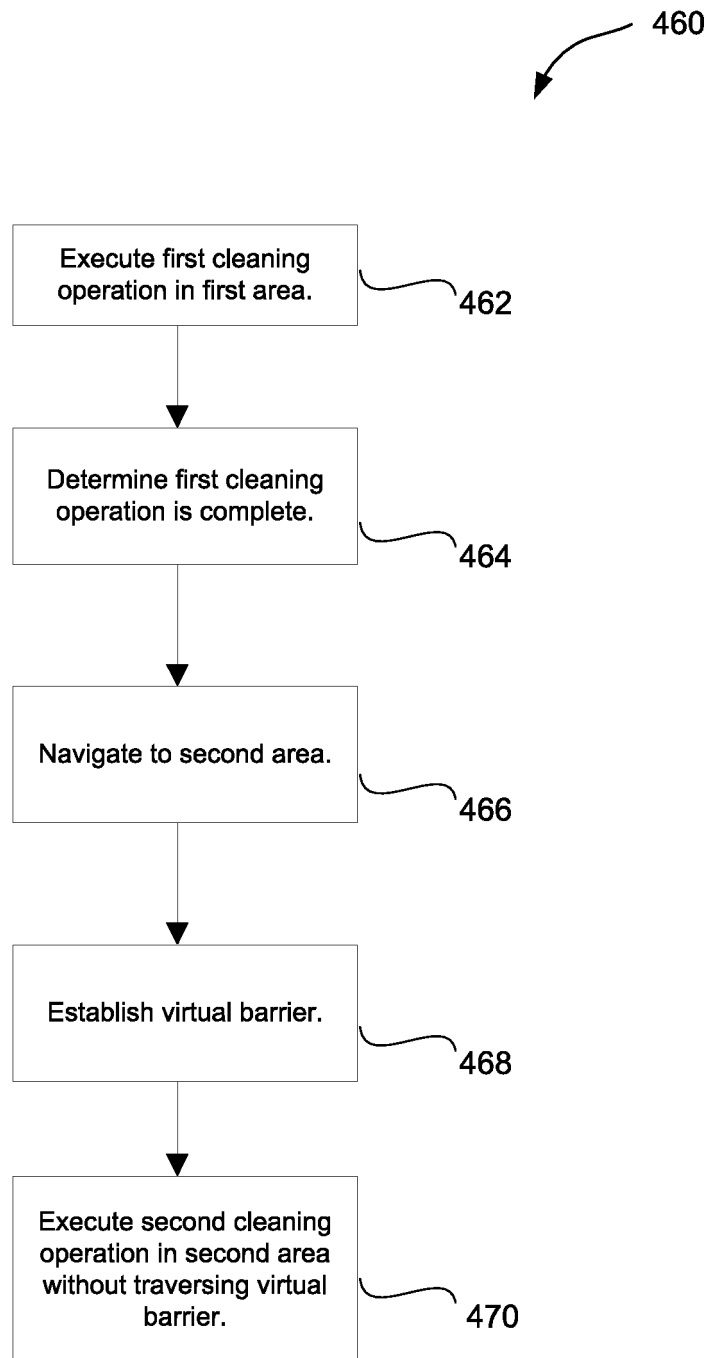 460
Execute first cleaning
operation in first area.
462
Determine first cleaning
operation is complete.
464
Navigate to second area.
466
Establish virtual barrier.
468
Execute second cleaning
operation in second area
without traversing virtual
barrier.
470